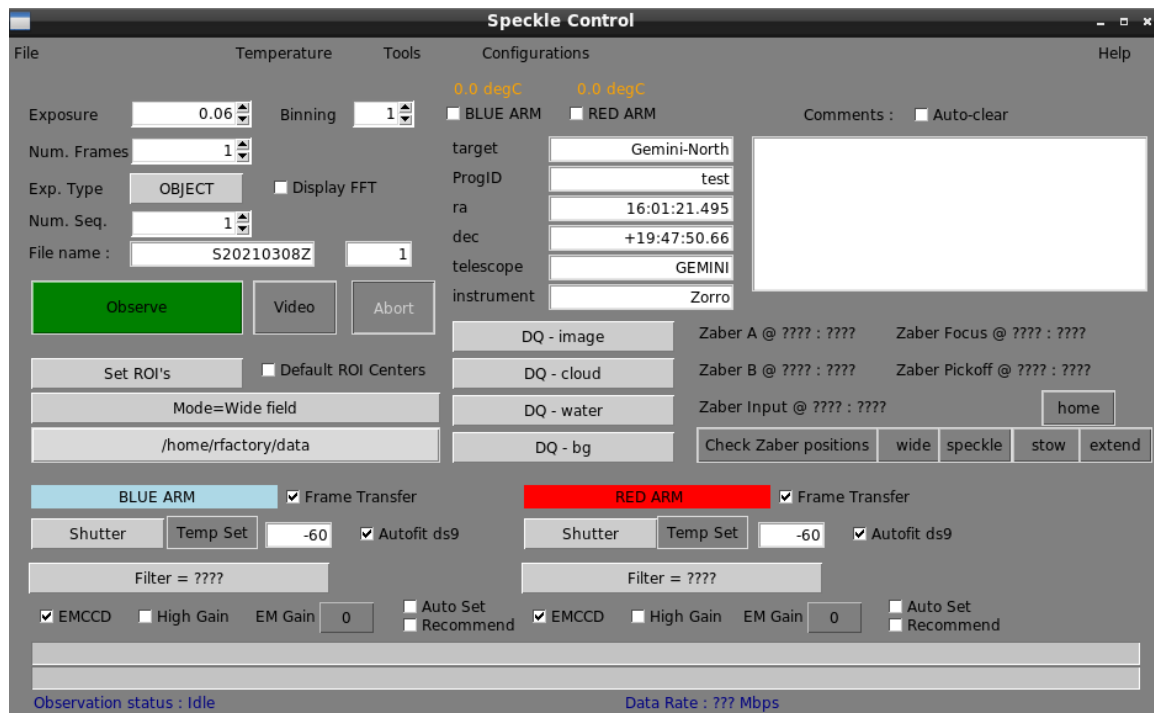 Speckle Control
File Temperature Tools Configurations Help
0.0 degC 0.0 degC
Exposure 0.06 Binning 1 BLUE ARM RED ARM Comments : Auto-clear
Num. Frames 1 target Gemini-North
Exp. Type OBJECT Display FFT ProgID test
ra 16:01:21.495
Num. Seq. 1 dec +19:47:50.66
File name : S20210308Z 1 telescope GEMINI
Observe Video Abort instrument Zorro
DQ - image Zaber A @ ???? : ???? Zaber Focus @ ???? : ????
Set ROI's Default ROI Centers DQ - cloud Zaber B @ ???? : ???? Zaber Pickoff @ ???? : ????
Mode=Wide field DQ - water Zaber Input @ ???? : ???? home
/home/rfactory/data DQ - bg Check Zaber positions wide speckle stow extend
BLUE ARM Frame Transfer RED ARM Frame Transfer
Shutter Temp Set -60 Autofit ds9 Shutter Temp Set -60 Autofit ds9
Filter = ???? Filter = ????
EMCCD High Gain EM Gain 0 Auto Set Recommend EMCCD High Gain EM Gain 0 Auto Set Recommend
Observation status : Idle Data Rate : ??? Mbps